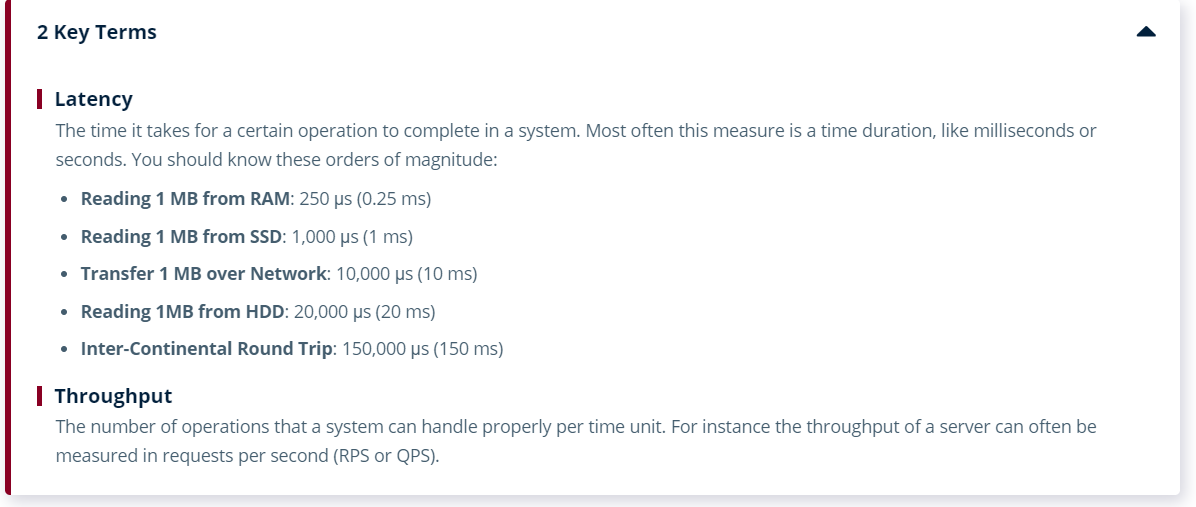 2 Key Terms
Latency
The time it takes for a certain operation to complete in a system. Most often this measure is a time duration, like milliseconds or
seconds. You should know these orders of magnitude:
• Reading 1 MB from RAM: 250 μs (0.25 ms)
• Reading 1 MB from SSD: 1,000 μs (1 ms)
• Transfer 1 MB over Network: 10,000 μs (10 ms)
• Reading 1MB from HDD: 20,000 μs (20 ms)
• Inter-Continental Round Trip: 150,000 μs (150 ms)
Throughput
The number of operations that a system can handle properly per time unit. For instance the throughput of a server can often be
measured in requests per second (RPS or QPS).